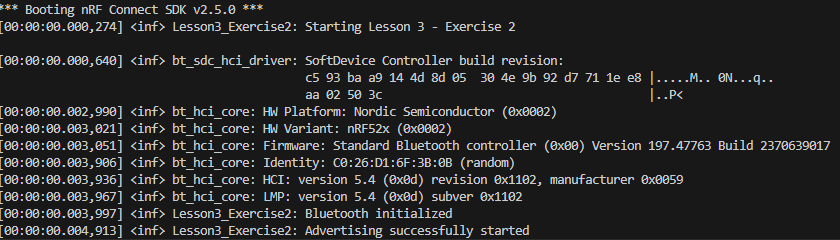 *** Booting nRF Connect SDK v2.5.0 ***
[00:00:00.000,274] <inf> Lesson3_Exercise2: Starting Lesson 3 - Exercise 2
[00:00:00.000,640] <inf> bt_sdc_hci_driver: SoftDevice Controller build revision:
c5 93 ba a9 14 4d 8d 05  30 4e 9b 92 d7 71 1e e8 |.....M.. 0N...q..
aa 02 50 3c                                      |..P<
[00:00:00.002,990] <inf> bt_hci_core: HW Platform: Nordic Semiconductor (0x0002)
[00:00:00.003,021] <inf> bt_hci_core: HW Variant: nRF52x (0x0002)
[00:00:00.003,051] <inf> bt_hci_core: Firmware: Standard Bluetooth controller (0x00) Version 197.47763 Build 2370639017
[00:00:00.003,906] <inf> bt_hci_core: Identity: C0:26:D1:6F:3B:0B (random)
[00:00:00.003,936] <inf> bt_hci_core: HCI: version 5.4 (0x0d) revision 0x1102, manufacturer 0x0059
[00:00:00.003,967] <inf> bt_hci_core: LMP: version 5.4 (0x0d) subver 0x1102
[00:00:00.003,997] <inf> Lesson3_Exercise2: Bluetooth initialized
[00:00:00.004,913] <inf> Lesson3_Exercise2: Advertising successfully started